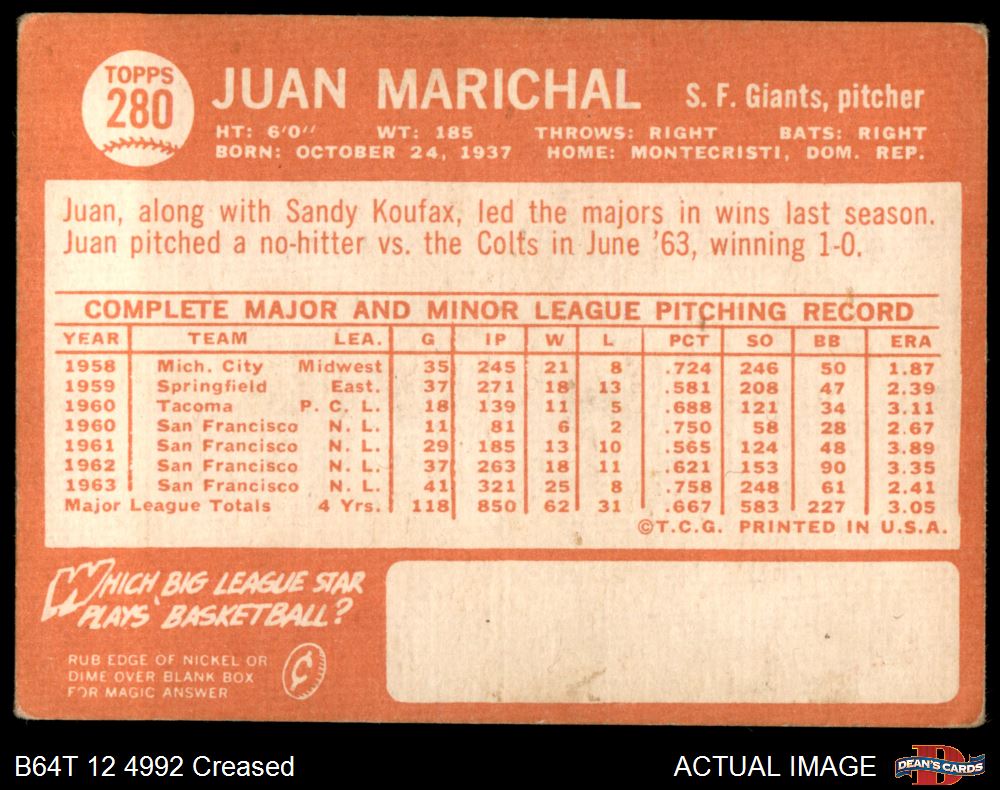 TOPPS
280
JUAN MARICHAL S. F. Giants, pitcher
HT: 6'0" WT: 185 THROWS: RIGHT BATS: RIGHT
BORN: OCTOBER 24, 1937 HOME: MONTECRISTI, DOM. REP.
Juan, along with Sandy Koufax, led the majors in wins last season.
Juan pitched a no-hitter vs. the Colts in June '63, winning 1-0.
COMPLETE MAJOR AND MINOR LEAGUE PITCHING RECORD
YEAR TEAM LEA. G IP W L PCT SO BB ERA
1958 Mich. City Midwest 35 245 21 8 .724 246 50 1.87
1959 Springfield East. 37 271 18 13 .581 208 47 2.39
1960 Tacoma P. C. L. 18 139 11 5 .688 121 34 3.11
1960 San Francisco N. L. 11 81 6 2 .750 58 28 2.67
1961 San Francisco N. L. 29 185 13 10 .565 124 48 3.89
1962 San Francisco N. L. 37 263 18 11 .621 153 90 3.35
1963 San Francisco N. L. 41 321 25 8 .758 248 61 2.41
Major League Totals 4 Yrs. 118 850 62 31 .667 583 227 3.05
©T.C.G. PRINTED IN U.S.A.
WHICH BIG LEAGUE STAR
PLAYS BASKETBALL?
RUB EDGE OF NICKEL OR
DIME OVER BLANK BOX
FOR MAGIC ANSWER
¢
B64T 12 4992 Creased ACTUAL IMAGE
D
DEAN'S CARDS